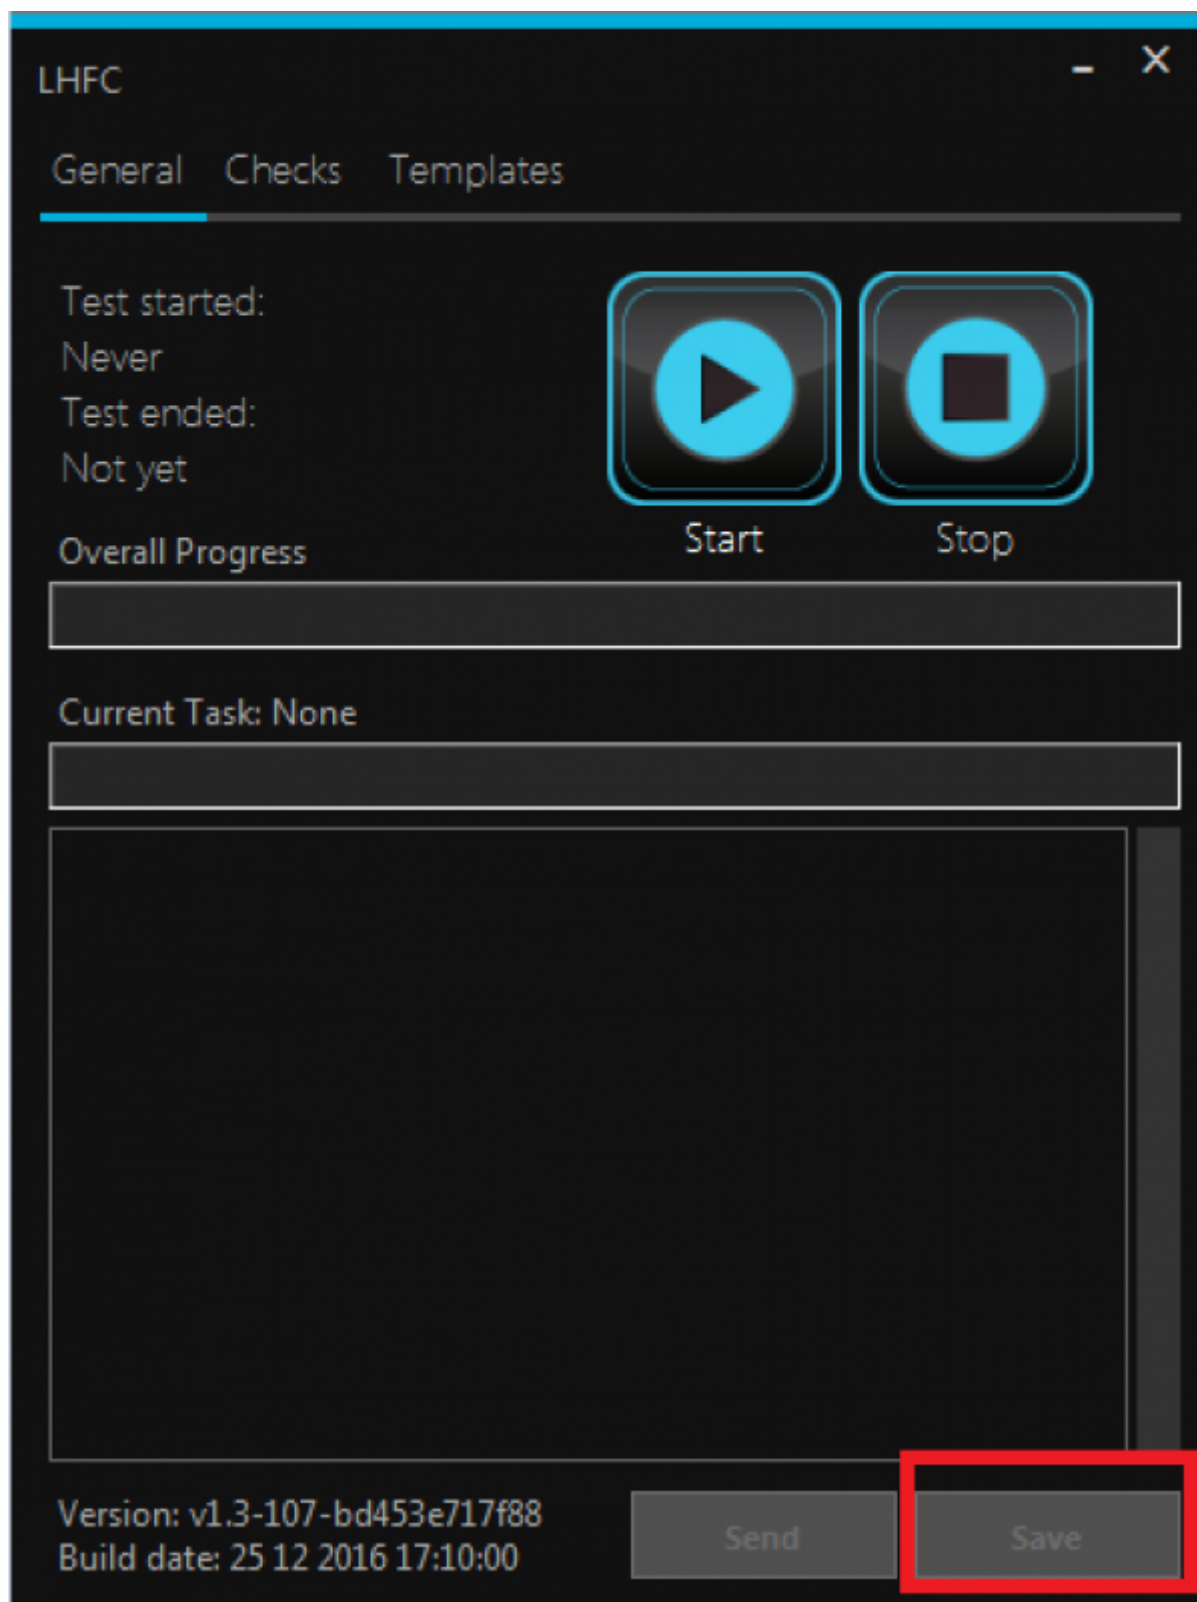 LHFC
General Checks Templates
Test started:
Never
Test ended:
Not yet
Start Stop
Overall Progress
Current Task: None
Version: v1.3-107-bd453e717f88
Build date: 25 12 2016 17:10:00
Send Save